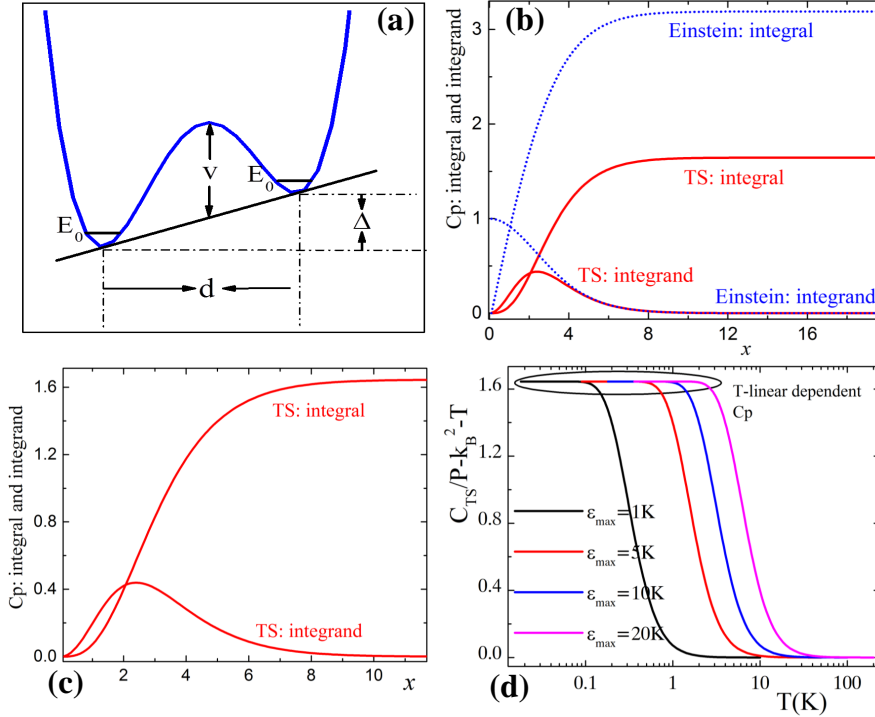 (a)
V
E₀
E₀
Δ
d
(b)
Cp: integral and integrand
3
2
1
0
Einstein: integral
TS: integral
TS: integrand
Einstein: integrand
0 4 8 12 16
x
Cp: integral and integrand
1.6
1.2
0.8
0.4
0.0
TS: integral
TS: integrand
2 4 6 8 10
x
(c)
C_TS/P-k_B²-T
1.6
1.2
0.8
0.4
0.0
T-linear dependent
Cp
ε_max=1K
ε_max=5K
ε_max=10K
ε_max=20K
0.1 1 10 100
T(K)
(d)